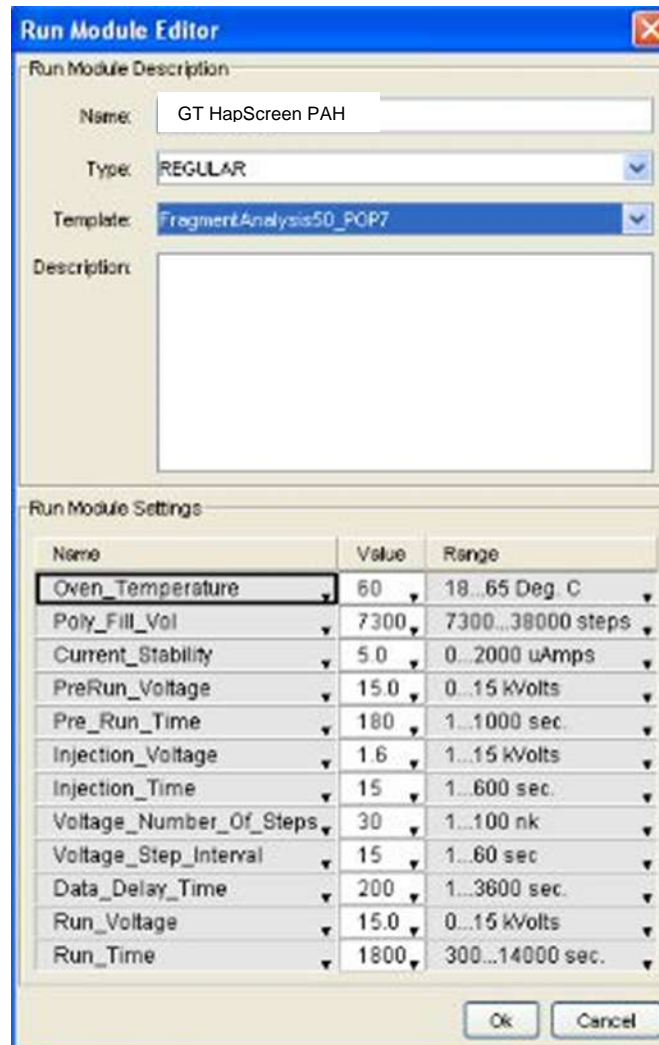 Run Module Editor
Run Module Description
Name: GT HapScreen PAH
Type: REGULAR
Template: FragmentAnalysis50_POP7
Description:
Run Module Settings
Name Value Range
Oven_Temperature 60 18...65 Deg. C
Poly_Fill_Vol 7300 7300...38000 steps
Current_Stability 5.0 0...2000 uAmps
PreRun_Voltage 15.0 0...15 kVolts
Pre_Run_Time 180 1...1000 sec.
Injection_Voltage 1.6 1...15 kVolts
Injection_Time 15 1...600 sec.
Voltage_Number_Of_Steps 30 1...100 nk
Voltage_Step_Interval 15 1...60 sec
Data_Delay_Time 200 1...3600 sec.
Run_Voltage 15.0 0...15 kVolts
Run_Time 1800 300...14000 sec.
Ok Cancel